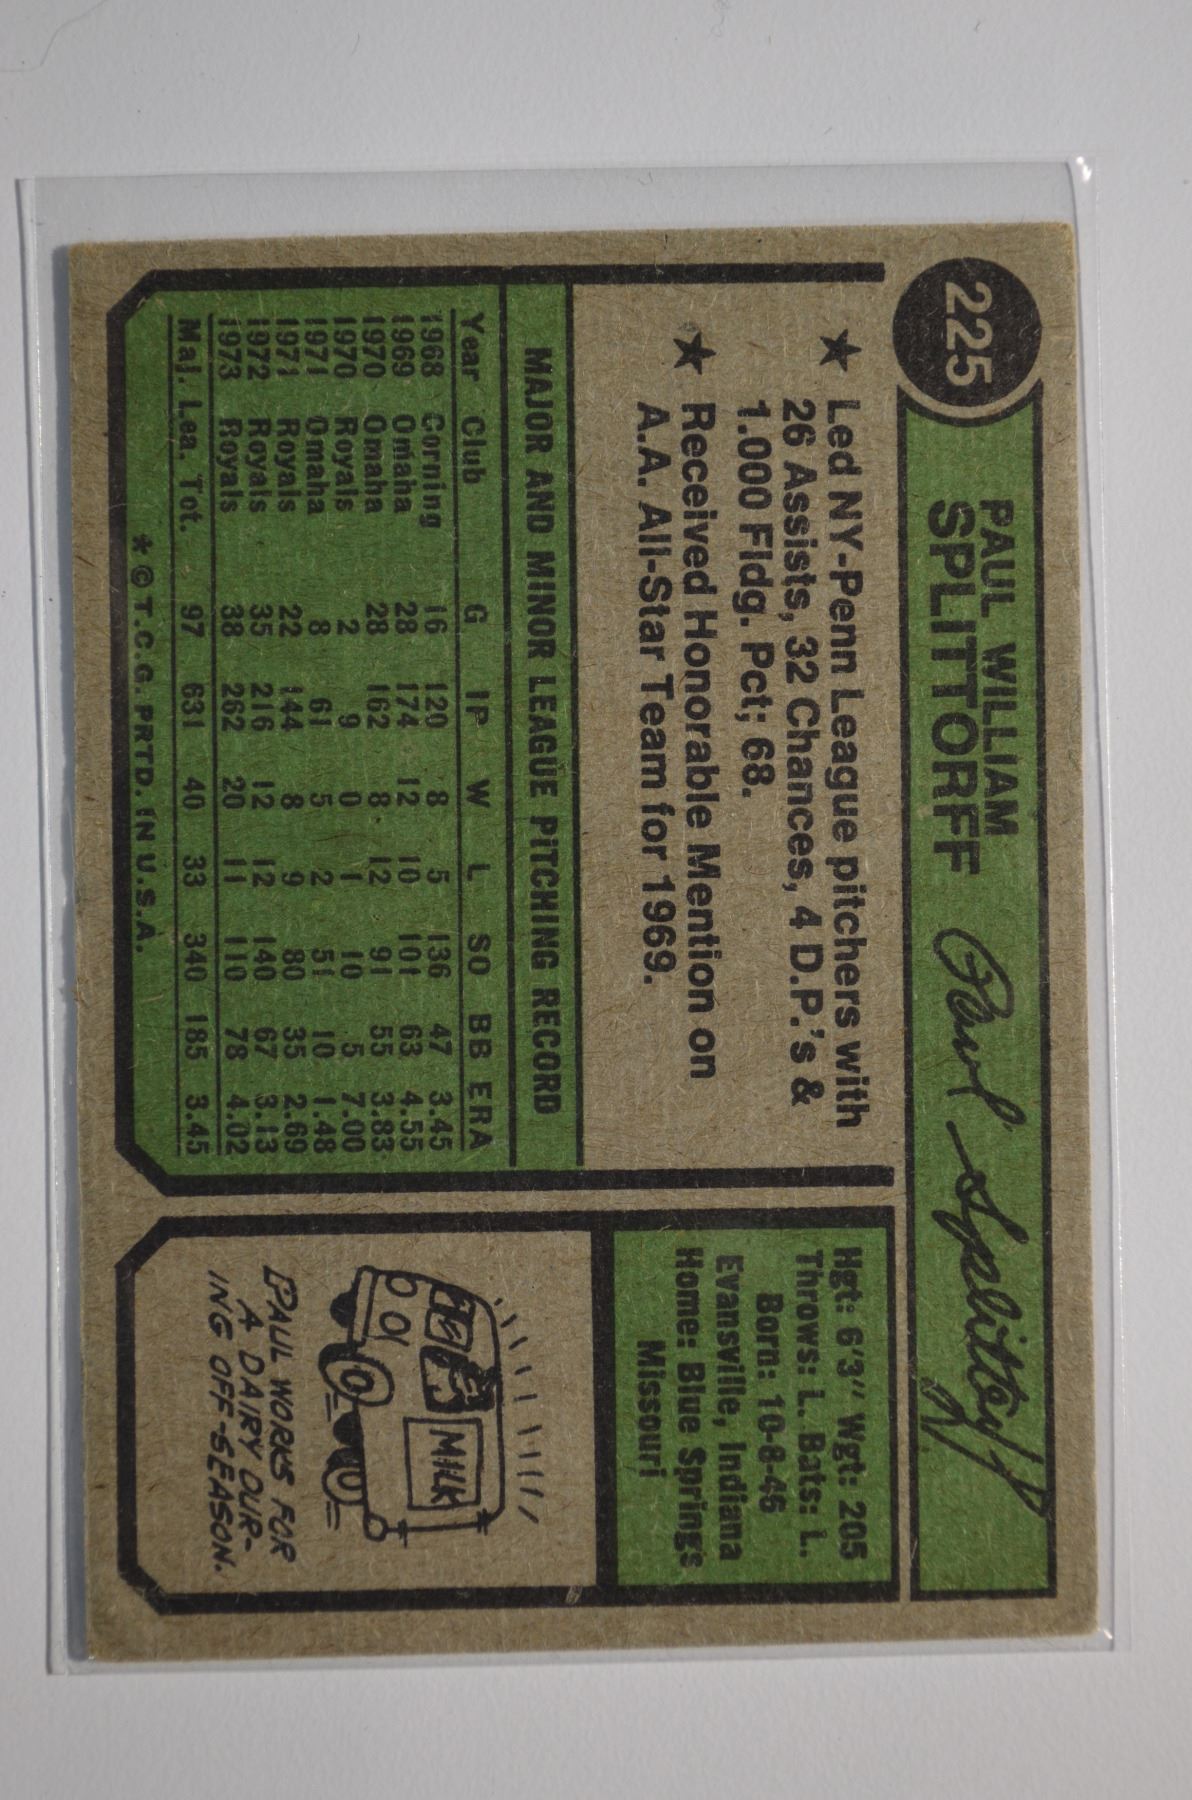 225
PAUL WILLIAM
SPLITTORFF
Paul Splittorff
★ Led NY-Penn League pitchers with
26 Assists, 32 Chances, 4 D.P.'s &
1.000 Fldg. Pct; 68.
★ Received Honorable Mention on
A.A. All-Star Team for 1969.
MAJOR AND MINOR LEAGUE PITCHING RECORD
Year Club G IP W L SO BB ERA
1968 Corning 16 120 8 5 136 47 3.45
1969 Omaha 28 174 12 10 101 63 4.55
1970 Omaha 28 162 8 12 91 55 3.83
1970 Royals 2 9 0 1 10 5 7.00
1971 Omaha 8 61 5 2 51 10 1.48
1971 Royals 22 144 8 9 80 35 2.69
1972 Royals 35 216 12 12 140 67 3.13
1973 Royals 38 262 20 11 110 78 4.02
Maj. Lea. Tot. 97 631 40 33 340 185 3.45
* © T.C.G. PRTD. IN U.S.A.
Hgt: 6'3" Wgt: 205
Throws: L. Bats: L.
Born: 10-8-46
Evansville, Indiana
Home: Blue Springs
Missouri
MILK
PAUL WORKS FOR
A DAIRY DUR-
ING OFF-SEASON.